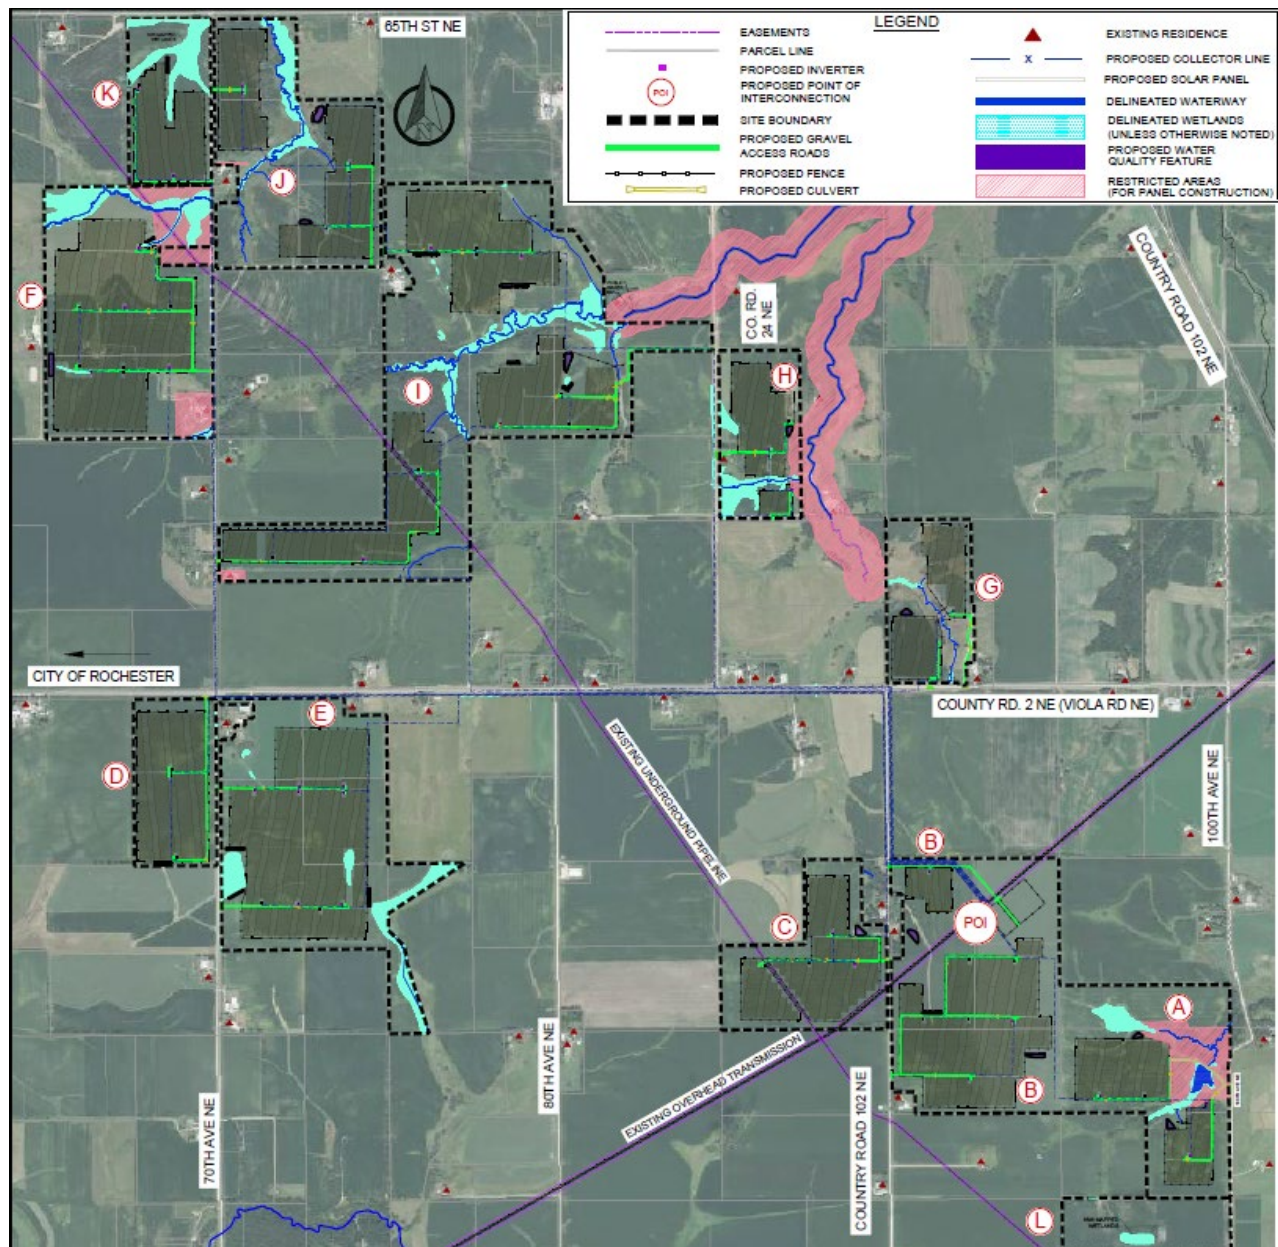 65TH ST NE
LEGEND
EASEMENTS
PARCEL LINE
PROPOSED INVERTER
POI
PROPOSED POINT OF
INTERCONNECTION
SITE BOUNDARY
PROPOSED GRAVEL
ACCESS ROADS
PROPOSED FENCE
PROPOSED CULVERT
EXISTING RESIDENCE
X
PROPOSED COLLECTOR LINE
PROPOSED SOLAR PANEL
DELINEATED WATERWAY
DELINEATED WETLANDS
(UNLESS OTHERWISE NOTED)
PROPOSED WATER
QUALITY FEATURE
RESTRICTED AREAS
(FOR PANEL CONSTRUCTION)
K
J
F
I
H
G
CO. RD.
24 NE
COUNTRY ROAD 102 NE
CITY OF ROCHESTER
COUNTY RD. 2 NE (VIOLA RD NE)
E
D
EXISTING UNDERGROUND PIPELINE
100TH AVE NE
B
C
POI
A
B
EXISTING OVERHEAD TRANSMISSION
70TH AVE NE
80TH AVE NE
COUNTRY ROAD 102 NE
L